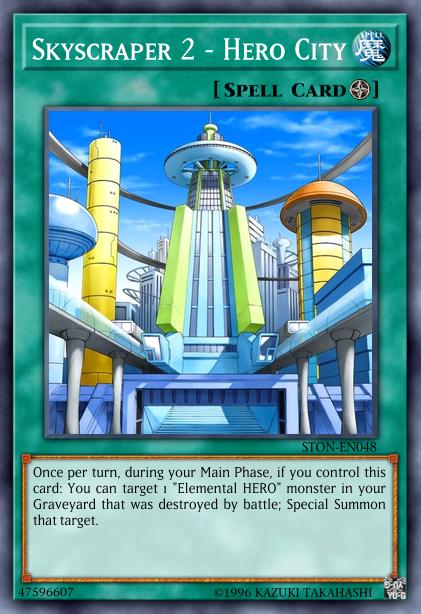 Skyscraper 2 - Hero City
SPELL
魔
[Spell Card]
STON-EN048
Once per turn, during your Main Phase, if you control this
card: You can target 1 "Elemental HERO" monster in your
Graveyard that was destroyed by battle; Special Summon
that target.
47596607
©1996 KAZUKI TAKAHASHI